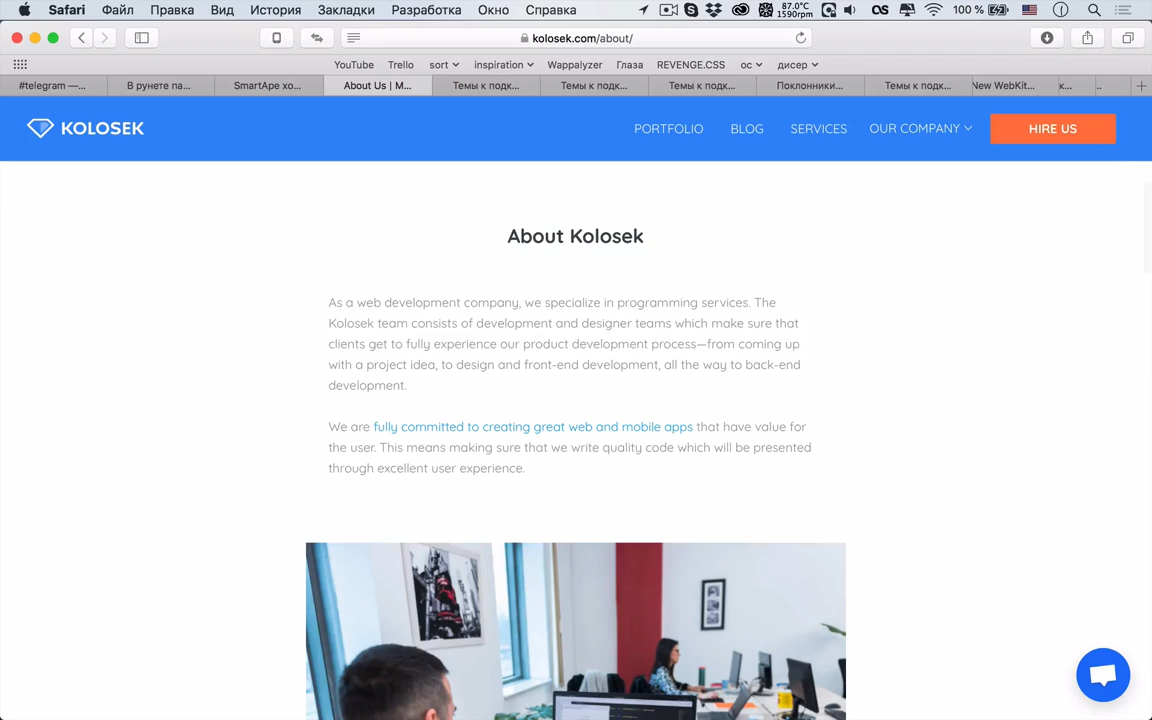 Safari Файл Правка Вид История Закладки Разработка Окно Справка 87.0°C 1590rpm 100 %
kolosek.com/about/
YouTube Trello sort inspiration Wappalyzer Глаза REVENGE.CSS ос дисер
#telegram —... В рунете па... SmartApe хо... About Us | M... Темы к подк... Темы к подк... Темы к подк... Поклонники... Темы к подк... New WebKit... к... ..
KOLOSEK PORTFOLIO BLOG SERVICES OUR COMPANY HIRE US
About Kolosek
As a web development company, we specialize in programming services. The
Kolosek team consists of development and designer teams which make sure that
clients get to fully experience our product development process—from coming up
with a project idea, to design and front-end development, all the way to back-end
development.
We are fully committed to creating great web and mobile apps that have value for
the user. This means making sure that we write quality code which will be presented
through excellent user experience.